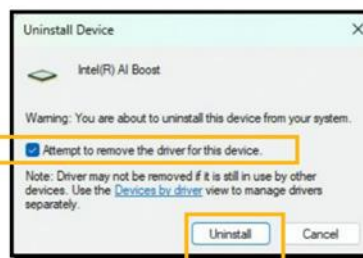 Uninstall Device
Intel(R) AI Boost
Warning: You are about to uninstall this device from your system.
Attempt to remove the driver for this device.
Note: Driver may not be removed if it is still in use by other
devices. Use the Devices by driver view to manage drivers
separately.
Uninstall Cancel